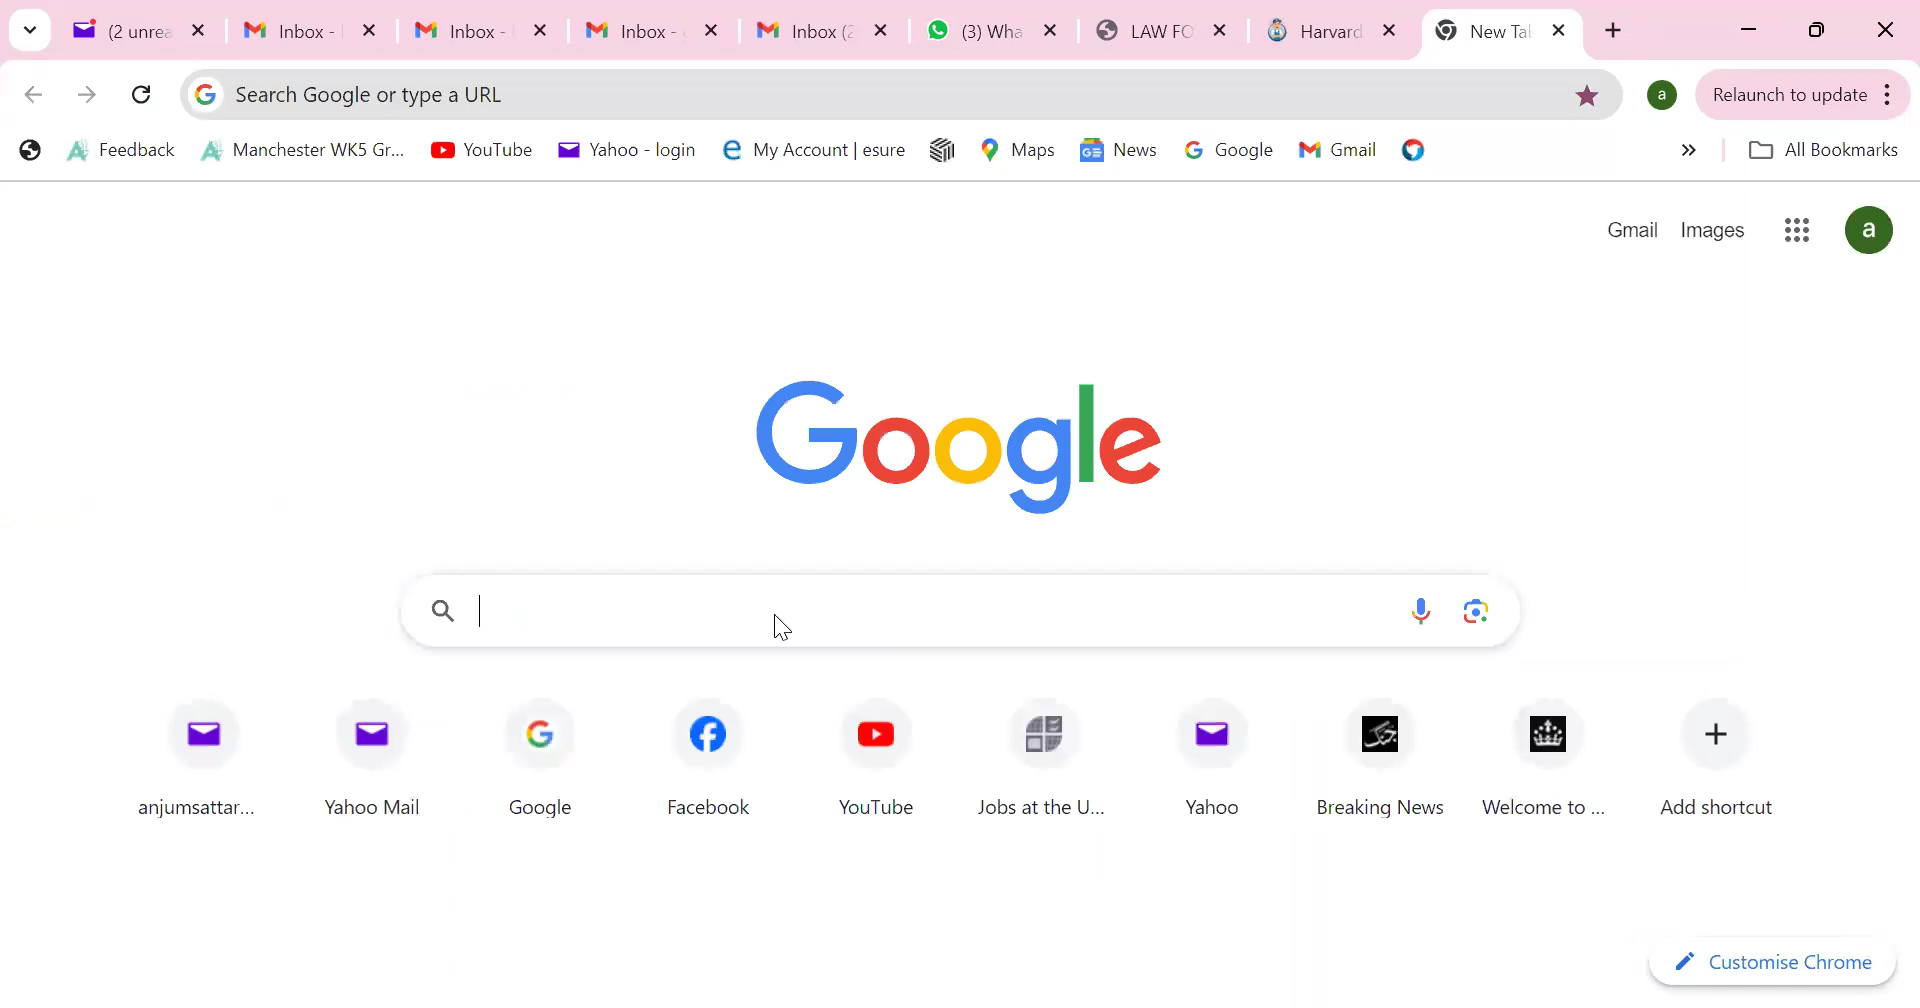 (2 unrea
Inbox -
Inbox -
Inbox -
Inbox (2
(3) Wha
LAW FO
Harvard
New Tab
Search Google or type a URL
a
Relaunch to update
Feedback
Manchester WK5 Gr...
YouTube
Yahoo - login
My Account | esure
Maps
News
Google
Gmail
All Bookmarks
Gmail
Images
a
Google
anjumsattar...
Yahoo Mail
Google
Facebook
YouTube
Jobs at the U...
Yahoo
جنگ
Breaking News
Welcome to ...
Add shortcut
Customise Chrome